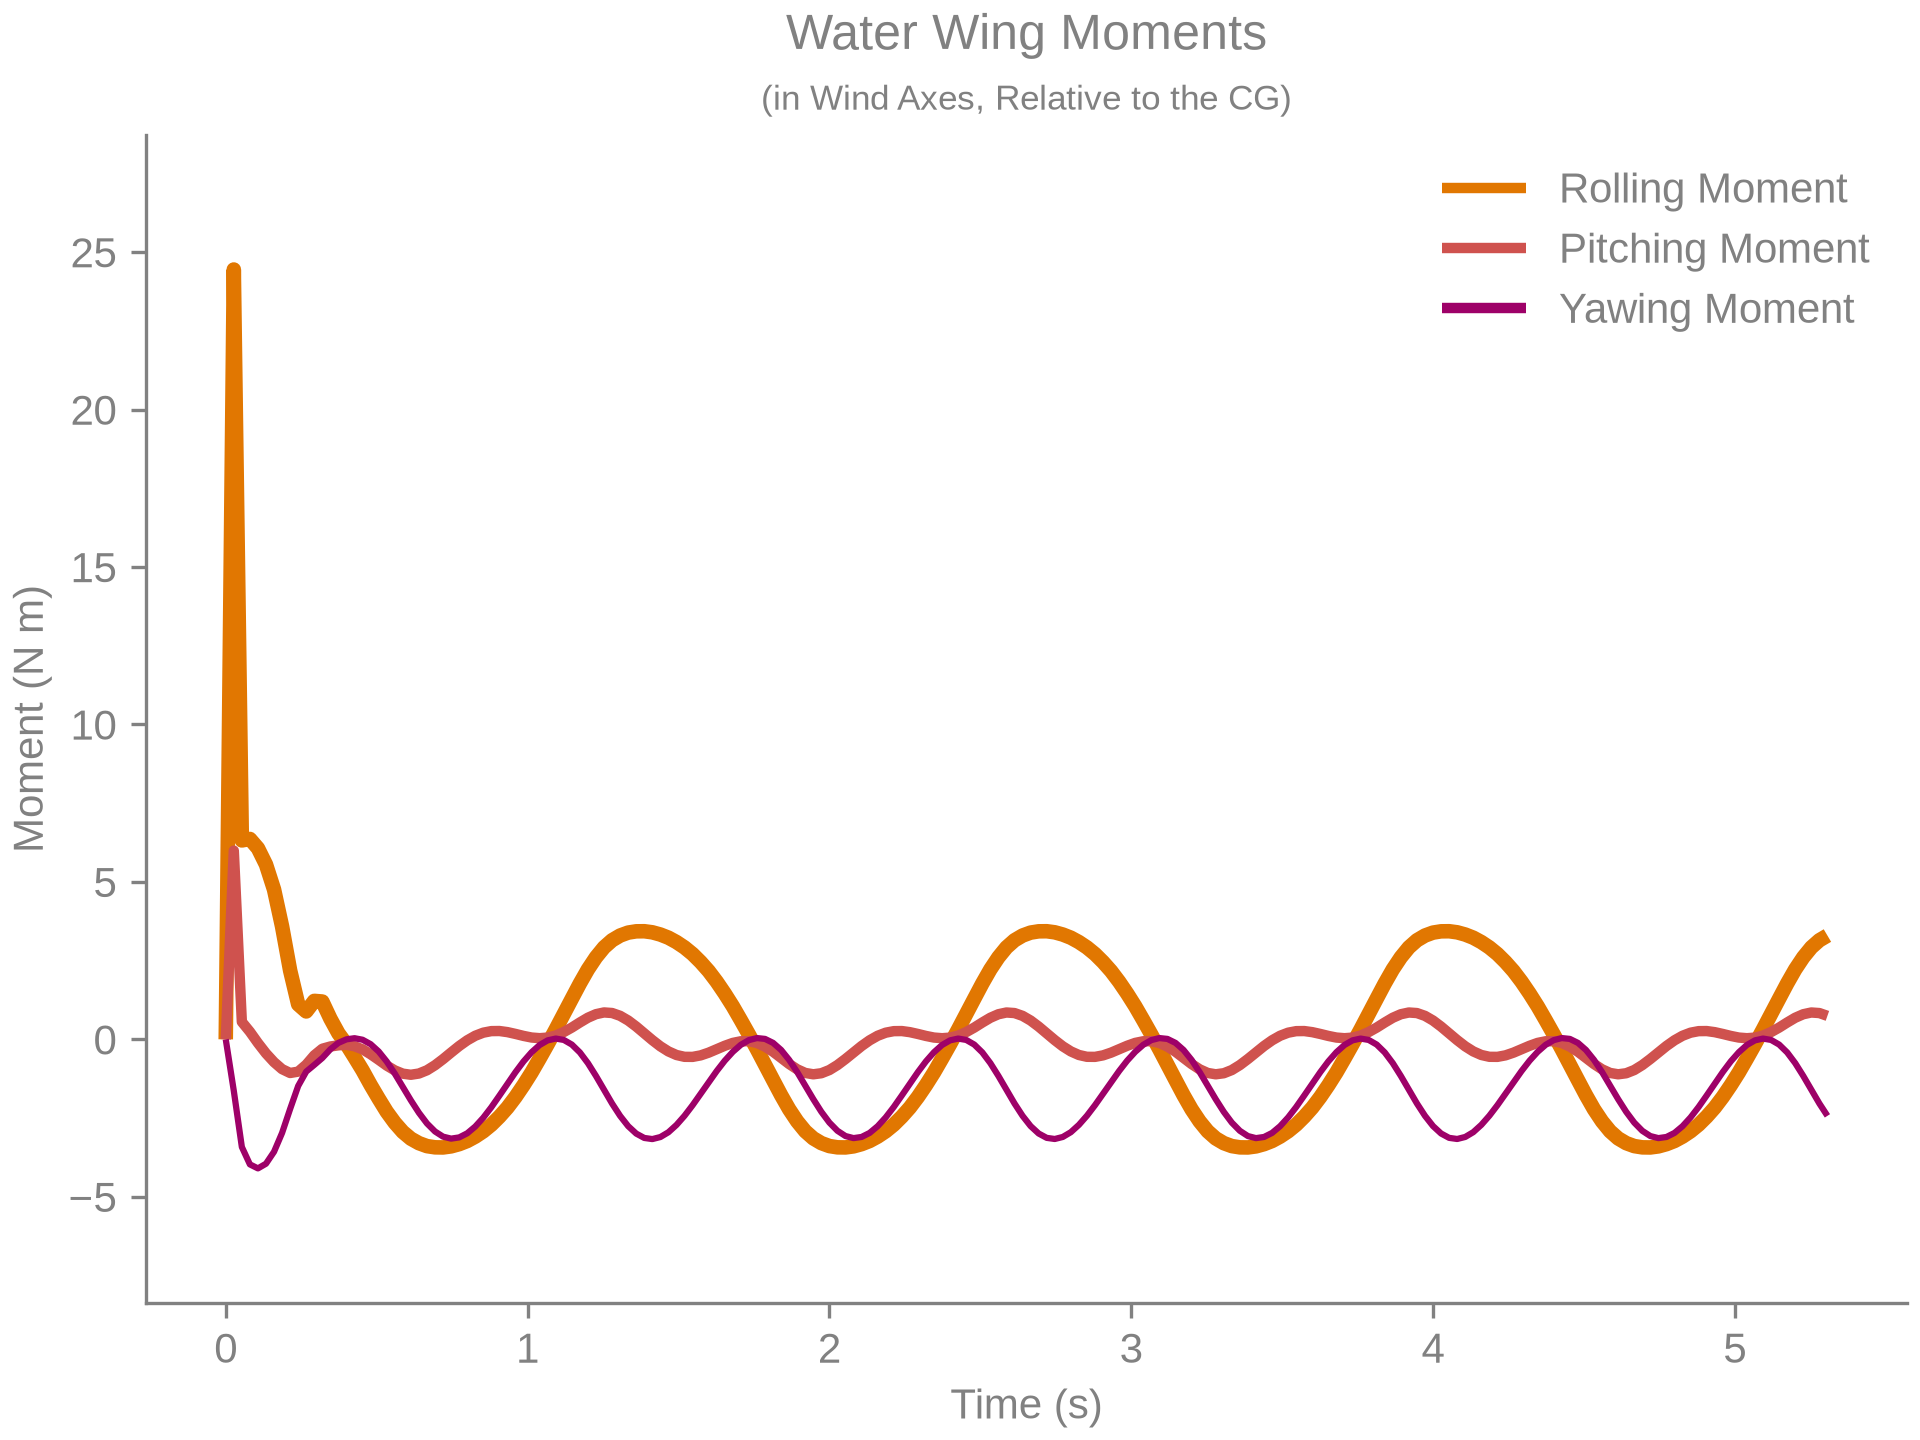 Water Wing Moments
(in Wind Axes, Relative to the CG)
Rolling Moment
Pitching Moment
Yawing Moment
Moment (N m)
25
20
15
10
5
0
−5
0 1 2 3 4 5
Time (s)